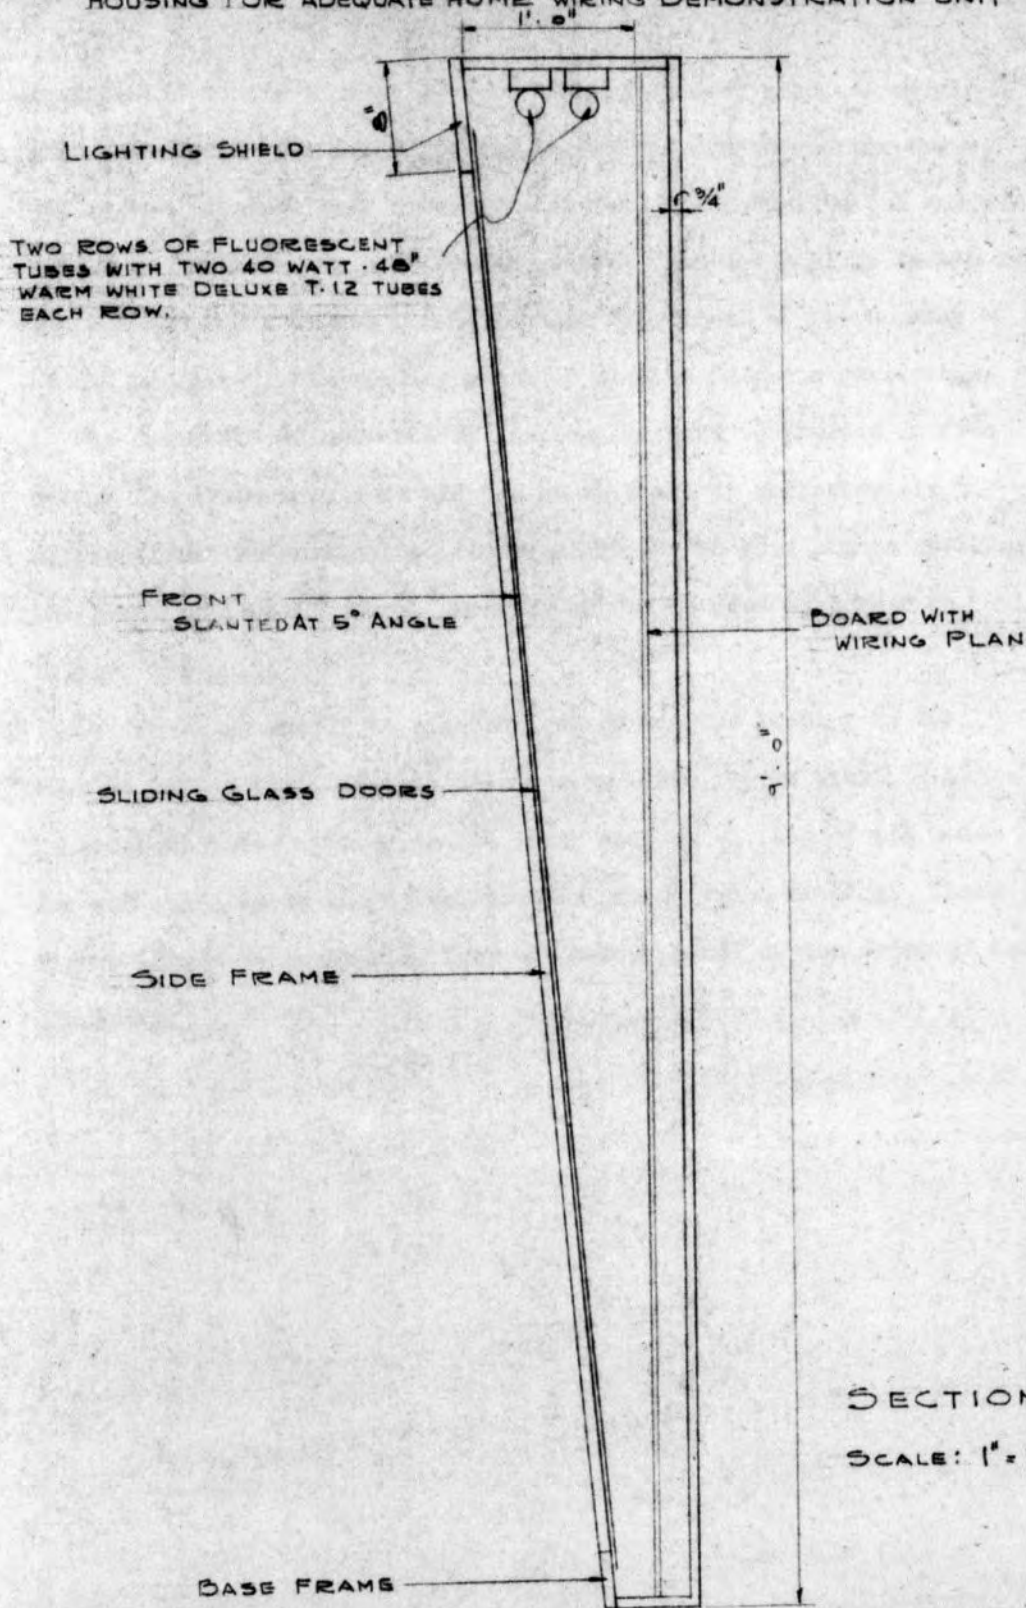 HOUSING FOR ADEQUATE HOME WIRING DEMONSTRATION UNIT
1'. 0"
LIGHTING SHIELD
3/4"
TWO ROWS OF FLUORESCENT
TUBES WITH TWO 40 WATT · 48"
WARM WHITE DELUXE T. 12 TUBES
EACH ROW.
FRONT
SLANTED AT 5° ANGLE
BOARD WITH
WIRING PLAN
SLIDING GLASS DOORS
SIDE FRAME
SECTION
SCALE: 1" =
BASE FRAME